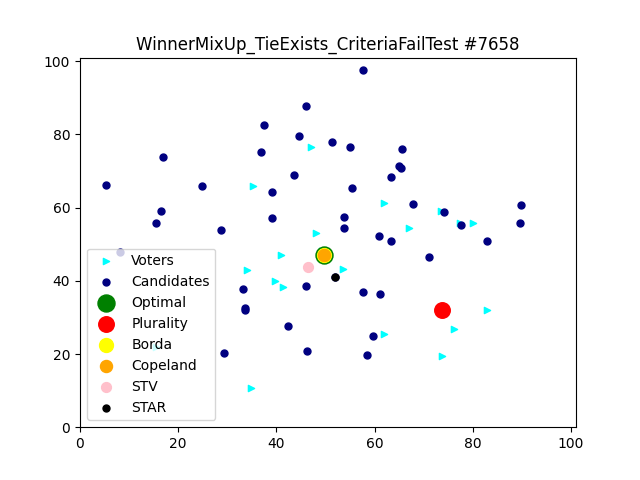 WinnerMixUp_TieExists_CriteriaFailTest #7658
100
80
60
40
20
0
Voters
Candidates
Optimal
Plurality
Borda
Copeland
STV
STAR
0
20
40
60
80
100